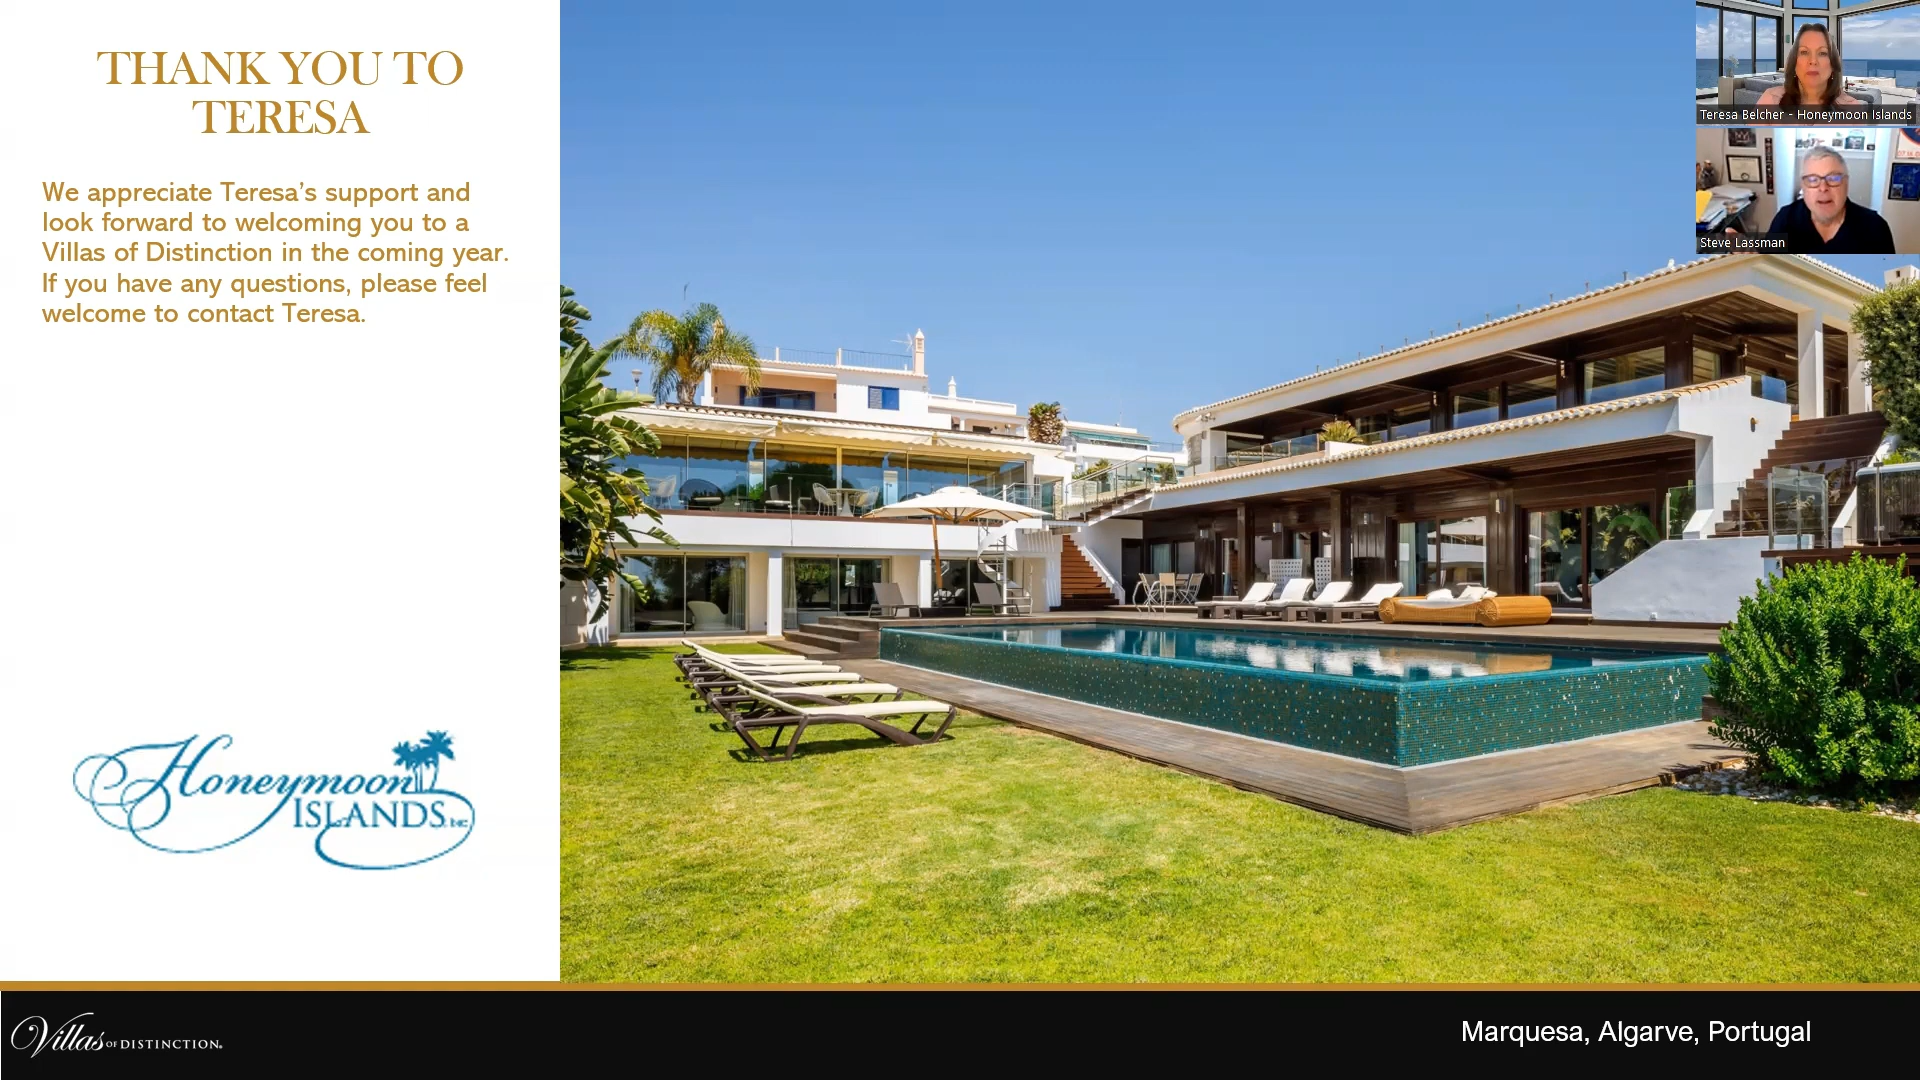 THANK YOU TO
TERESA
We appreciate Teresa’s support and
look forward to welcoming you to a
Villas of Distinction in the coming year.
If you have any questions, please feel
welcome to contact Teresa.
Honeymoon
ISLANDS, INC
Teresa Belcher - Honeymoon Islands
Steve Lassman
Villas OF DISTINCTION®
Marquesa, Algarve, Portugal